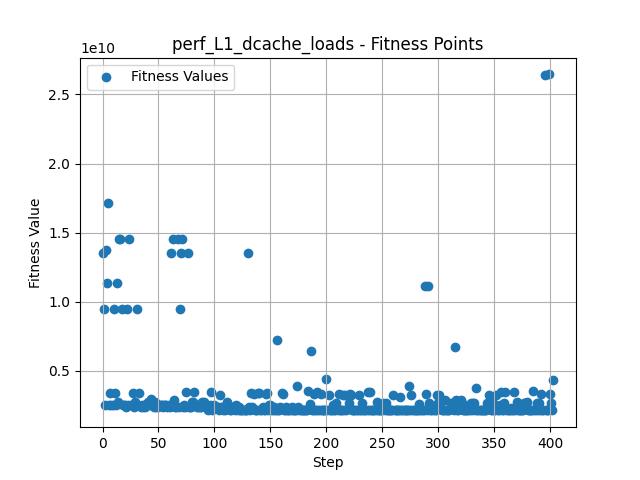 perf_L1_dcache_loads - Fitness Points
1e10
Fitness Values
2.5
2.0
1.5
1.0
0.5
Fitness Value
0 50 100 150 200 250 300 350 400
Step